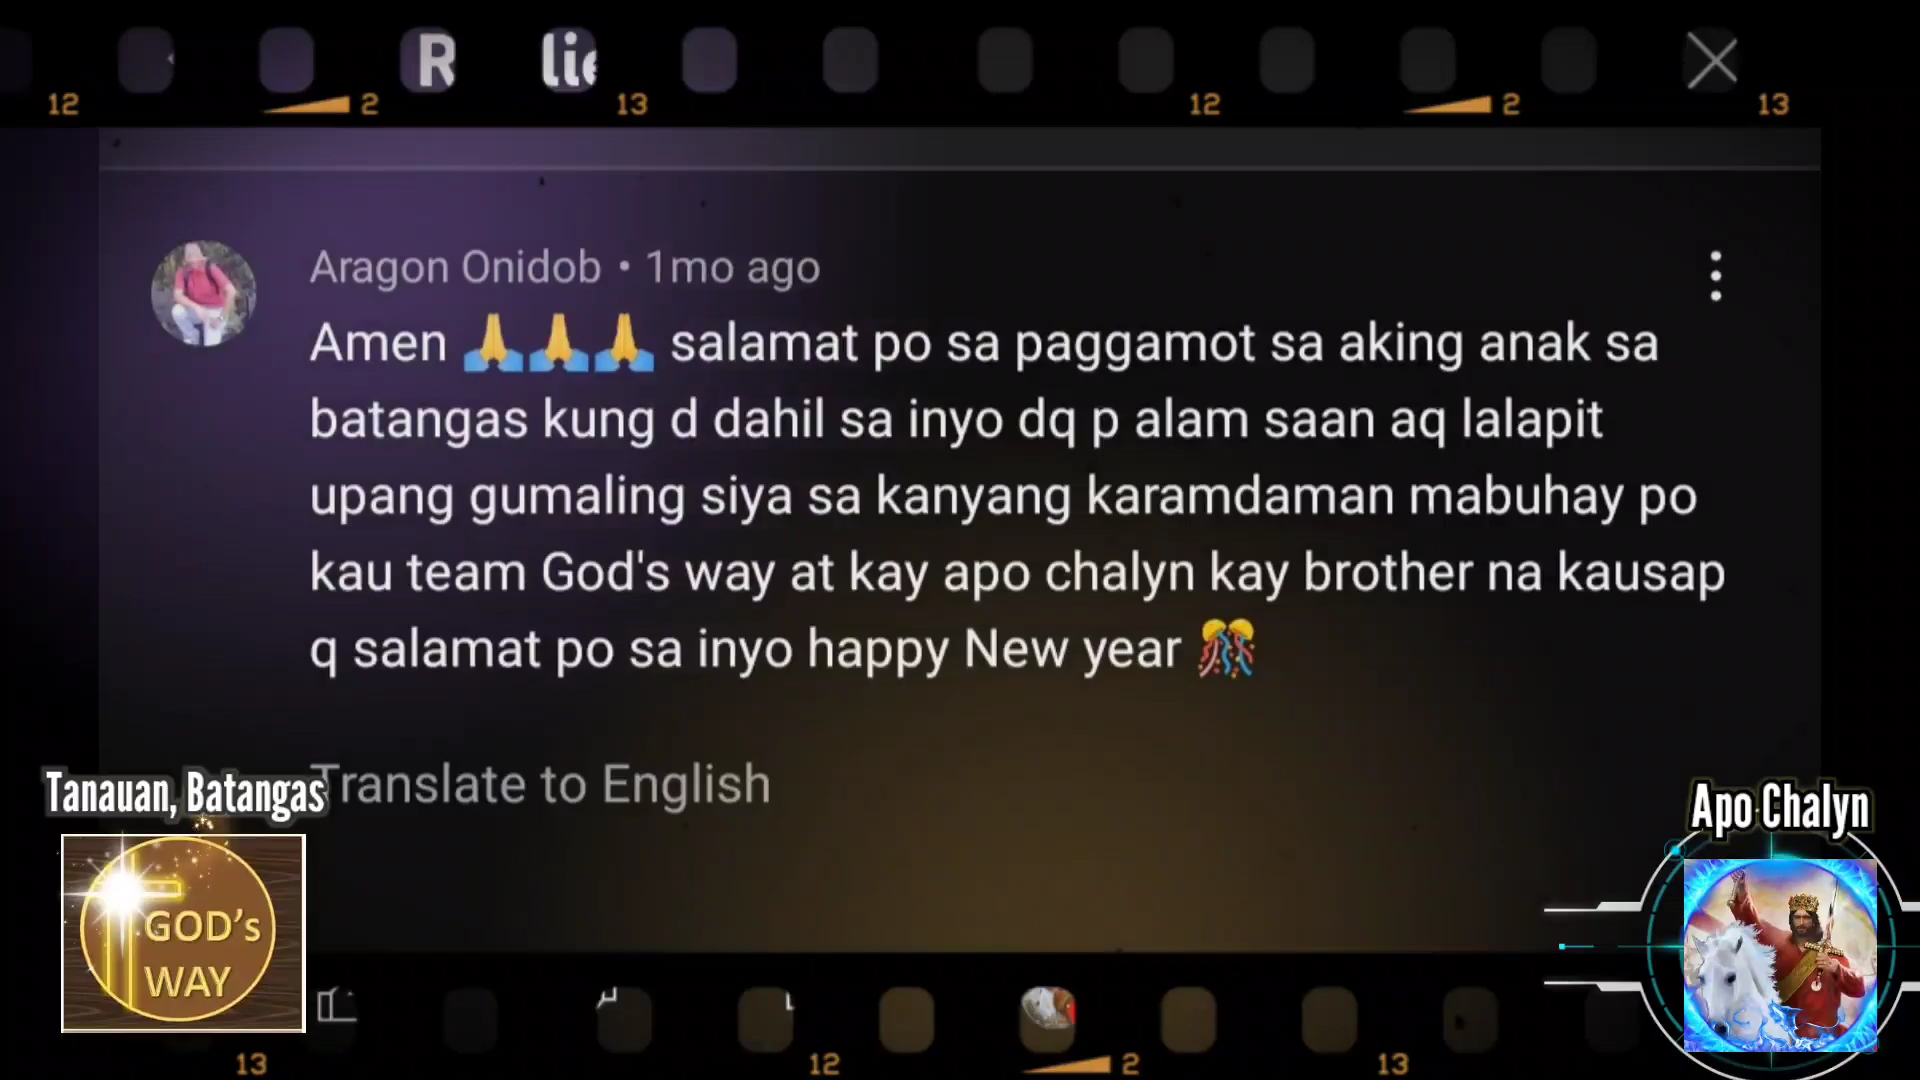 R lie
12 2 13 12 2 13
Aragon Onidob • 1mo ago
Amen 🙏🙏🙏 salamat po sa paggamot sa aking anak sa
batangas kung d dahil sa inyo dq p alam saan aq lalapit
upang gumaling siya sa kanyang karamdaman mabuhay po
kau team God's way at kay apo chalyn kay brother na kausap
q salamat po sa inyo happy New year 🎊
Translate to English
Tanauan, Batangas
GOD's
WAY
Apo Chalyn
13 12 2 13